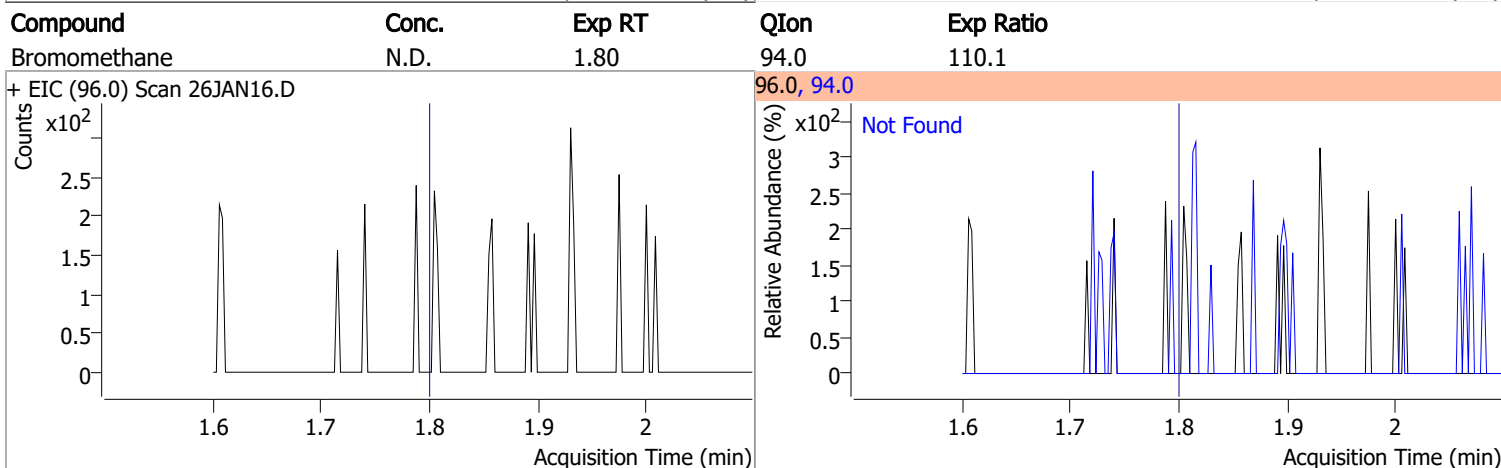 Compound Conc. Exp RT QIon Exp Ratio
Bromomethane N.D. 1.80 94.0 110.1
+ EIC (96.0) Scan 26JAN16.D
Counts
x10²
2.5
2
1.5
1
0.5
0
1.6 1.7 1.8 1.9 2
Acquisition Time (min)
96.0, 94.0
Relative Abundance (%)
x10²
Not Found
3
2.5
2
1.5
1
0.5
0
1.6 1.7 1.8 1.9 2
Acquisition Time (min)